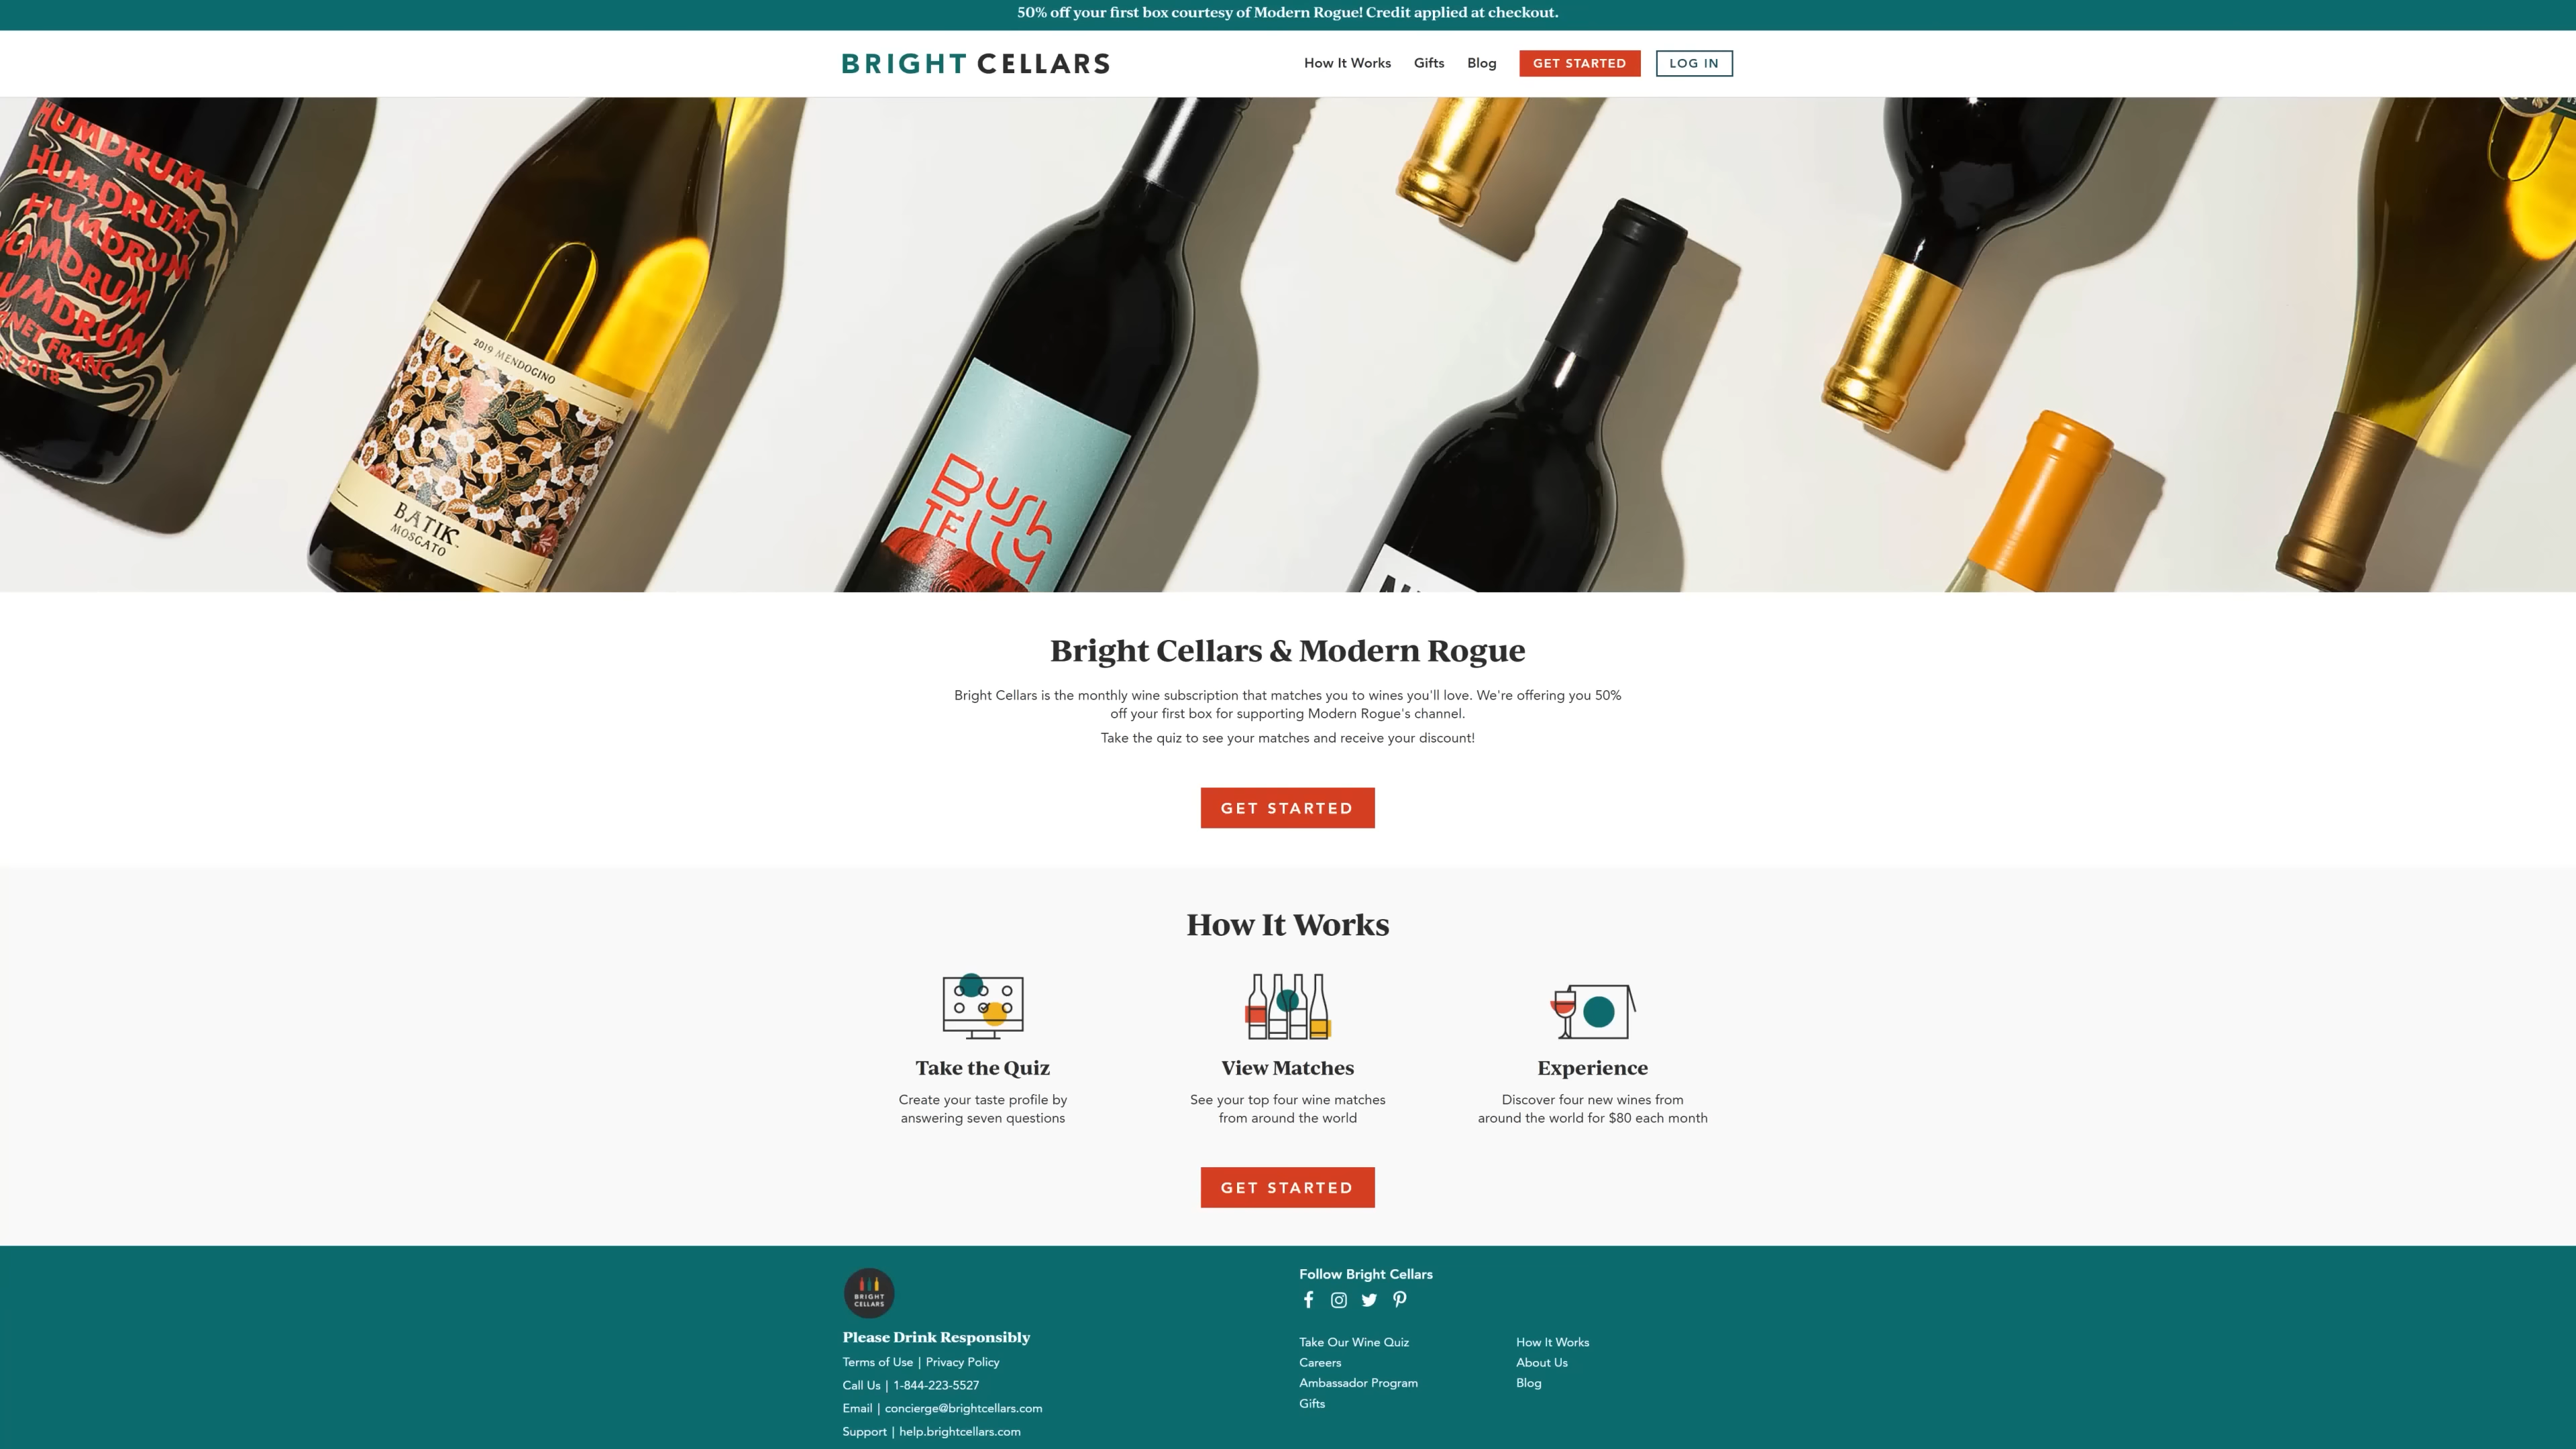 50% off your first box courtesy of Modern Rogue! Credit applied at checkout.
BRIGHT CELLARS
How It Works
Gifts
Blog
GET STARTED
LOG IN
HUMDRUM
HUMDRUM
HUMDRUM
HUMDRUM
HUMDRUM
FRANC
2018
2019 MENDOCINO
BATIK
MOSCATO
Bush
TELLY
Bright Cellars & Modern Rogue
Bright Cellars is the monthly wine subscription that matches you to wines you'll love. We're offering you 50%
off your first box for supporting Modern Rogue's channel.
Take the quiz to see your matches and receive your discount!
GET STARTED
How It Works
Take the Quiz
Create your taste profile by
answering seven questions
View Matches
See your top four wine matches
from around the world
Experience
Discover four new wines from
around the world for $80 each month
GET STARTED
BRIGHT
CELLARS
Please Drink Responsibly
Terms of Use | Privacy Policy
Call Us | 1-844-223-5527
Email | concierge@brightcellars.com
Support | help.brightcellars.com
Follow Bright Cellars
Take Our Wine Quiz
Careers
Ambassador Program
Gifts
How It Works
About Us
Blog